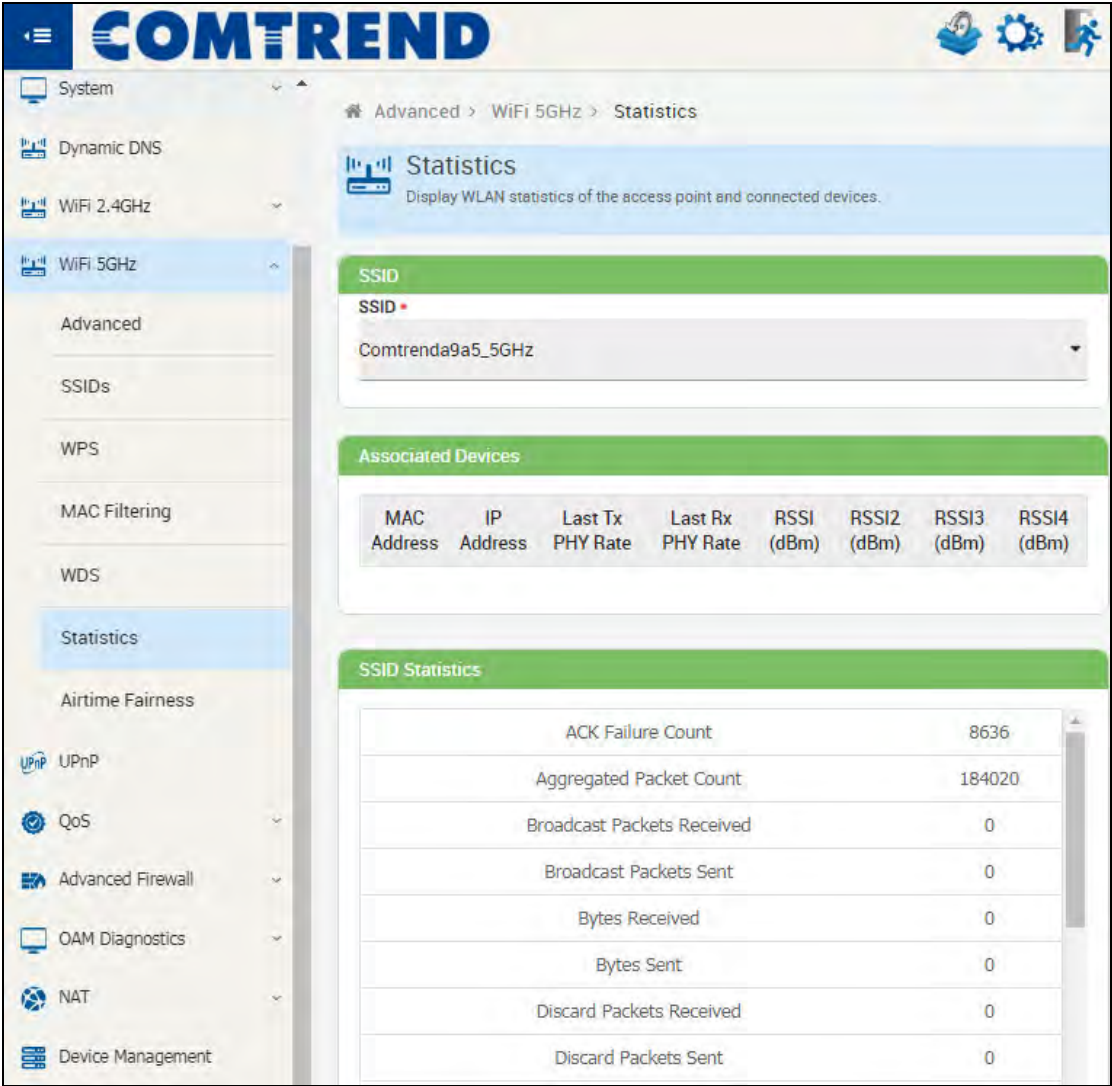 COMTREND
System
Dynamic DNS
WiFi 2.4GHz
WiFi 5GHz
Advanced
SSIDs
WPS
MAC Filtering
WDS
Statistics
Airtime Fairness
UPnP UPnP
QoS
Advanced Firewall
OAM Diagnostics
NAT
Device Management
Advanced > WiFi 5GHz > Statistics
Statistics
Display WLAN statistics of the access point and connected devices.
SSID
SSID *
Comtrenda9a5_5GHz
Associated Devices
MAC Address IP Address Last Tx PHY Rate Last Rx PHY Rate RSSI (dBm) RSSI2 (dBm) RSSI3 (dBm) RSSI4 (dBm)
SSID Statistics
ACK Failure Count 8636
Aggregated Packet Count 184020
Broadcast Packets Received 0
Broadcast Packets Sent 0
Bytes Received 0
Bytes Sent 0
Discard Packets Received 0
Discard Packets Sent 0